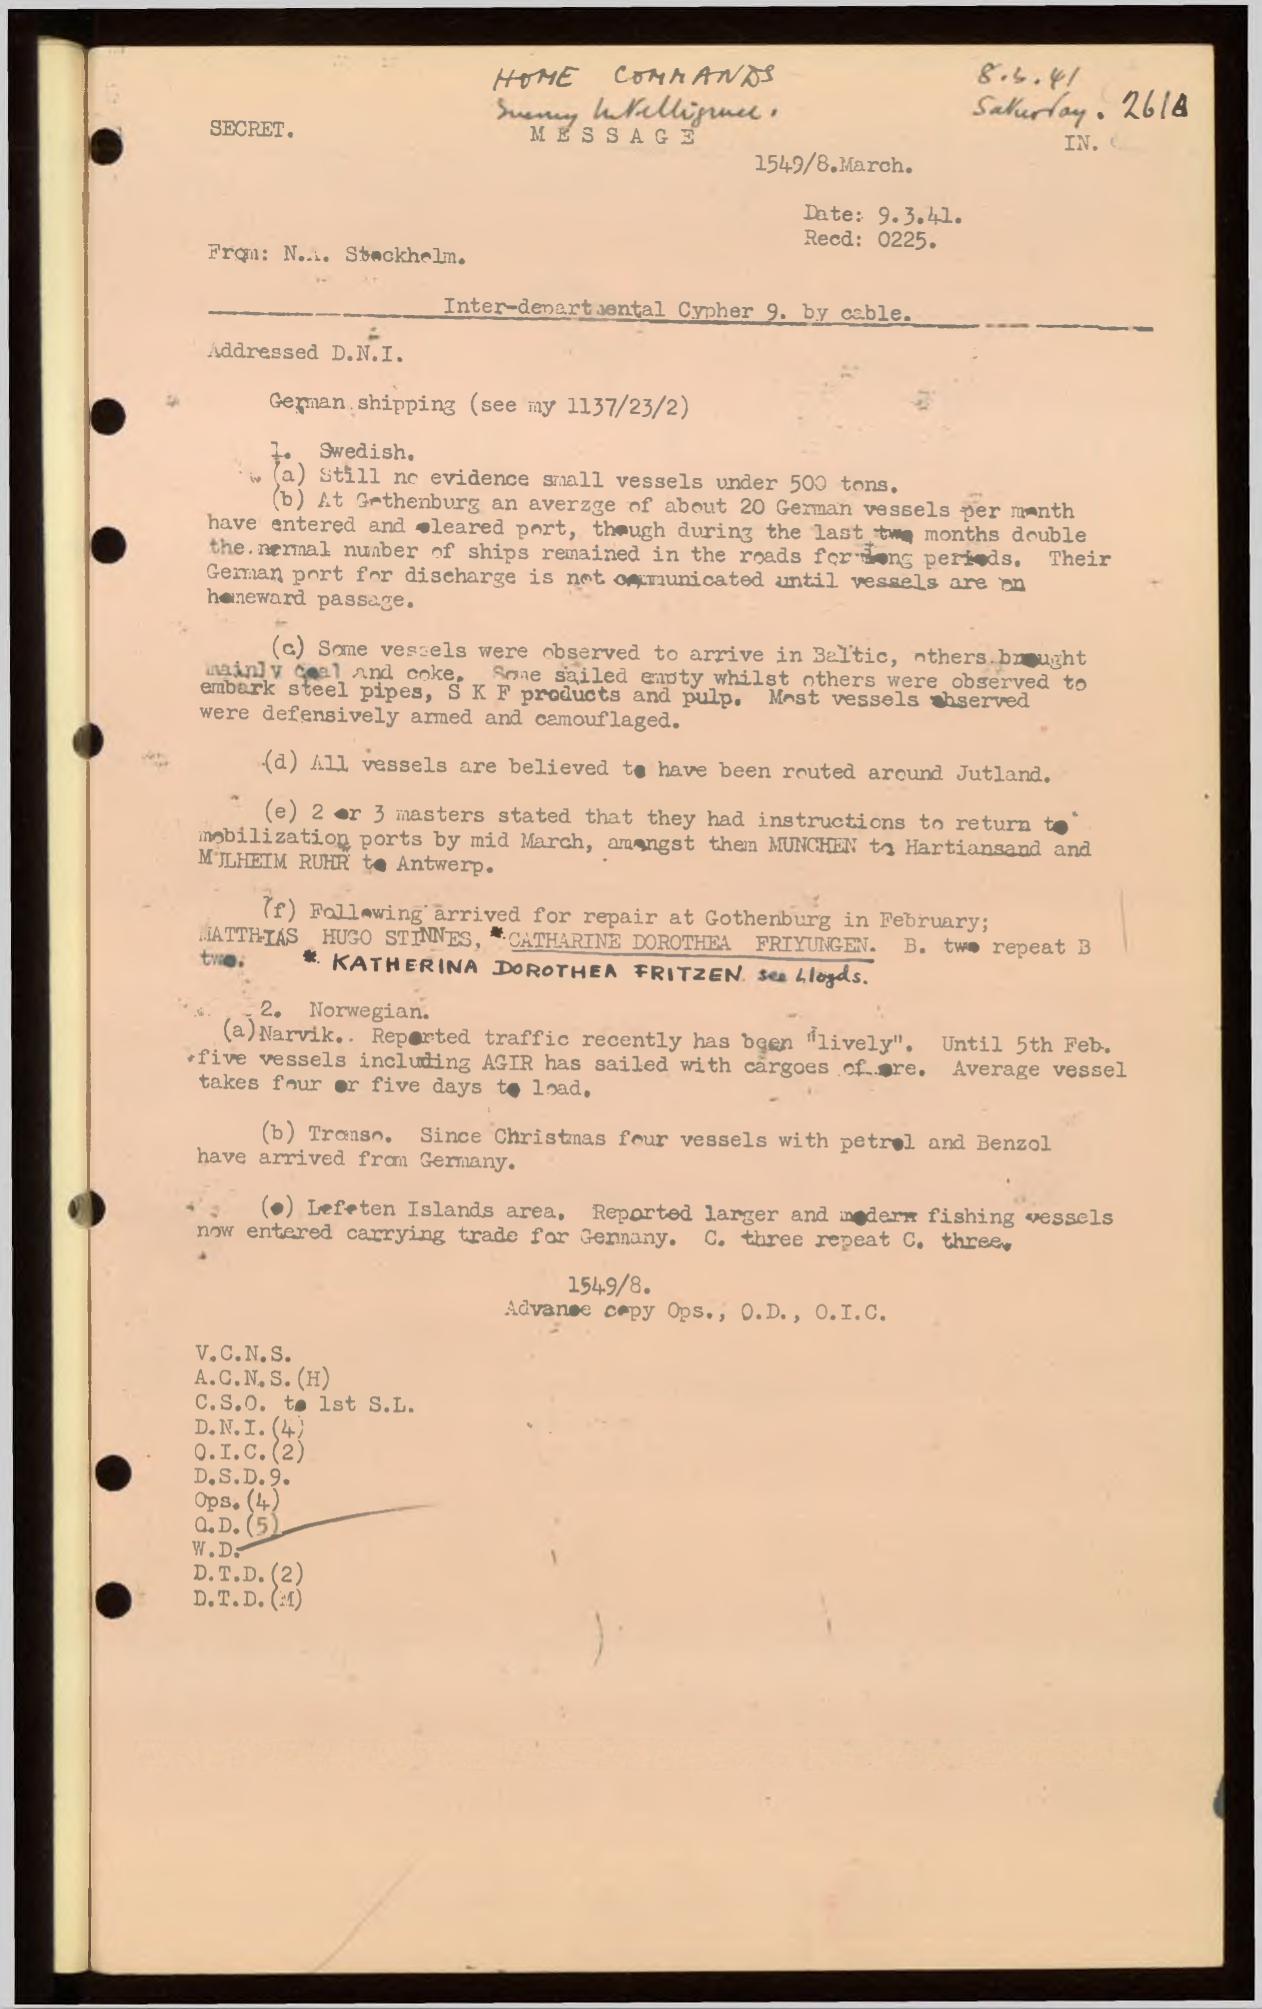 HOME COMMANDS
8.3.41
Enemy Intelligence.
Saturday. 261A
SECRET.
MESSAGE
IN.
1549/8.March.
Date: 9.3.41.
Recd: 0225.
From: N.A. Stockholm.
Inter-departmental Cypher 9. by cable.
Addressed D.N.I.
German shipping (see my 1137/23/2)
1. Swedish.
(a) Still no evidence small vessels under 500 tons.
(b) At Gothenburg an averzge of about 20 German vessels per month
have entered and cleared port, though during the last two months double
the normal number of ships remained in the roads for long periods. Their
German port for discharge is not communicated until vessels are on
homeward passage.
(c) Some vessels were observed to arrive in Baltic, others brought
mainly coal and coke. Some sailed empty whilst others were observed to
embark steel pipes, S K F products and pulp. Most vessels observed
were defensively armed and camouflaged.
(d) All vessels are believed to have been routed around Jutland.
(e) 2 or 3 masters stated that they had instructions to return to
mobilization ports by mid March, amongst them MUNCHEN to Hartiansand and
MULHEIM RUHR to Antwerp.
(f) Following arrived for repair at Gothenburg in February;
MATTHIAS HUGO STINNES, * CATHARINE DOROTHEA FRIYUNGEN. B. two repeat B
two. * KATHERINA DOROTHEA FRITZEN see Lloyds.
2. Norwegian.
(a) Narvik. Reported traffic recently has been "lively". Until 5th Feb.
five vessels including AGIR has sailed with cargoes of ore. Average vessel
takes four or five days to load.
(b) Tromso. Since Christmas four vessels with petrol and Benzol
have arrived from Germany.
(c) Lofoten Islands area. Reported larger and modern fishing vessels
now entered carrying trade for Germany. C. three repeat C. three.
1549/8.
Advance copy Ops., O.D., O.I.C.
V.C.N.S.
A.C.N.S.(H)
C.S.O. to 1st S.L.
D.N.I.(4)
O.I.C.(2)
D.S.D.9.
Ops.(4)
O.D.(5)
W.D.
D.T.D.(2)
D.T.D.(M)